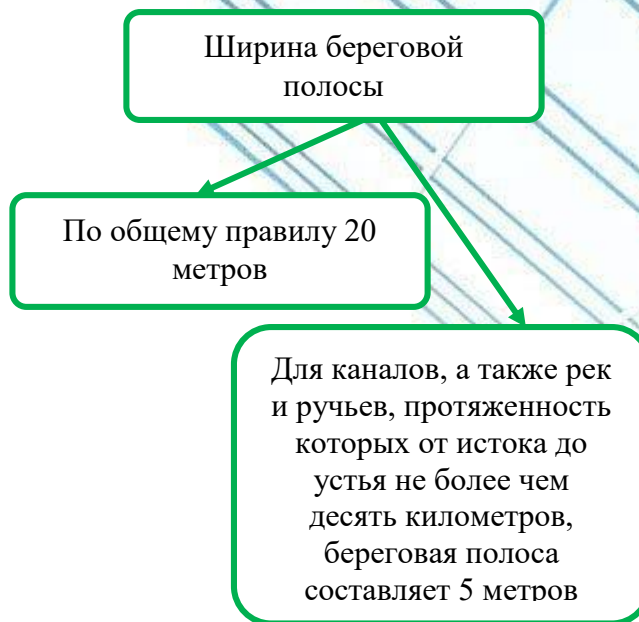 Ширина береговой
полосы
По общему правилу 20
метров
Для каналов, а также рек
и ручьев, протяженность
которых от истока до
устья не более чем
десять километров,
береговая полоса
составляет 5 метров